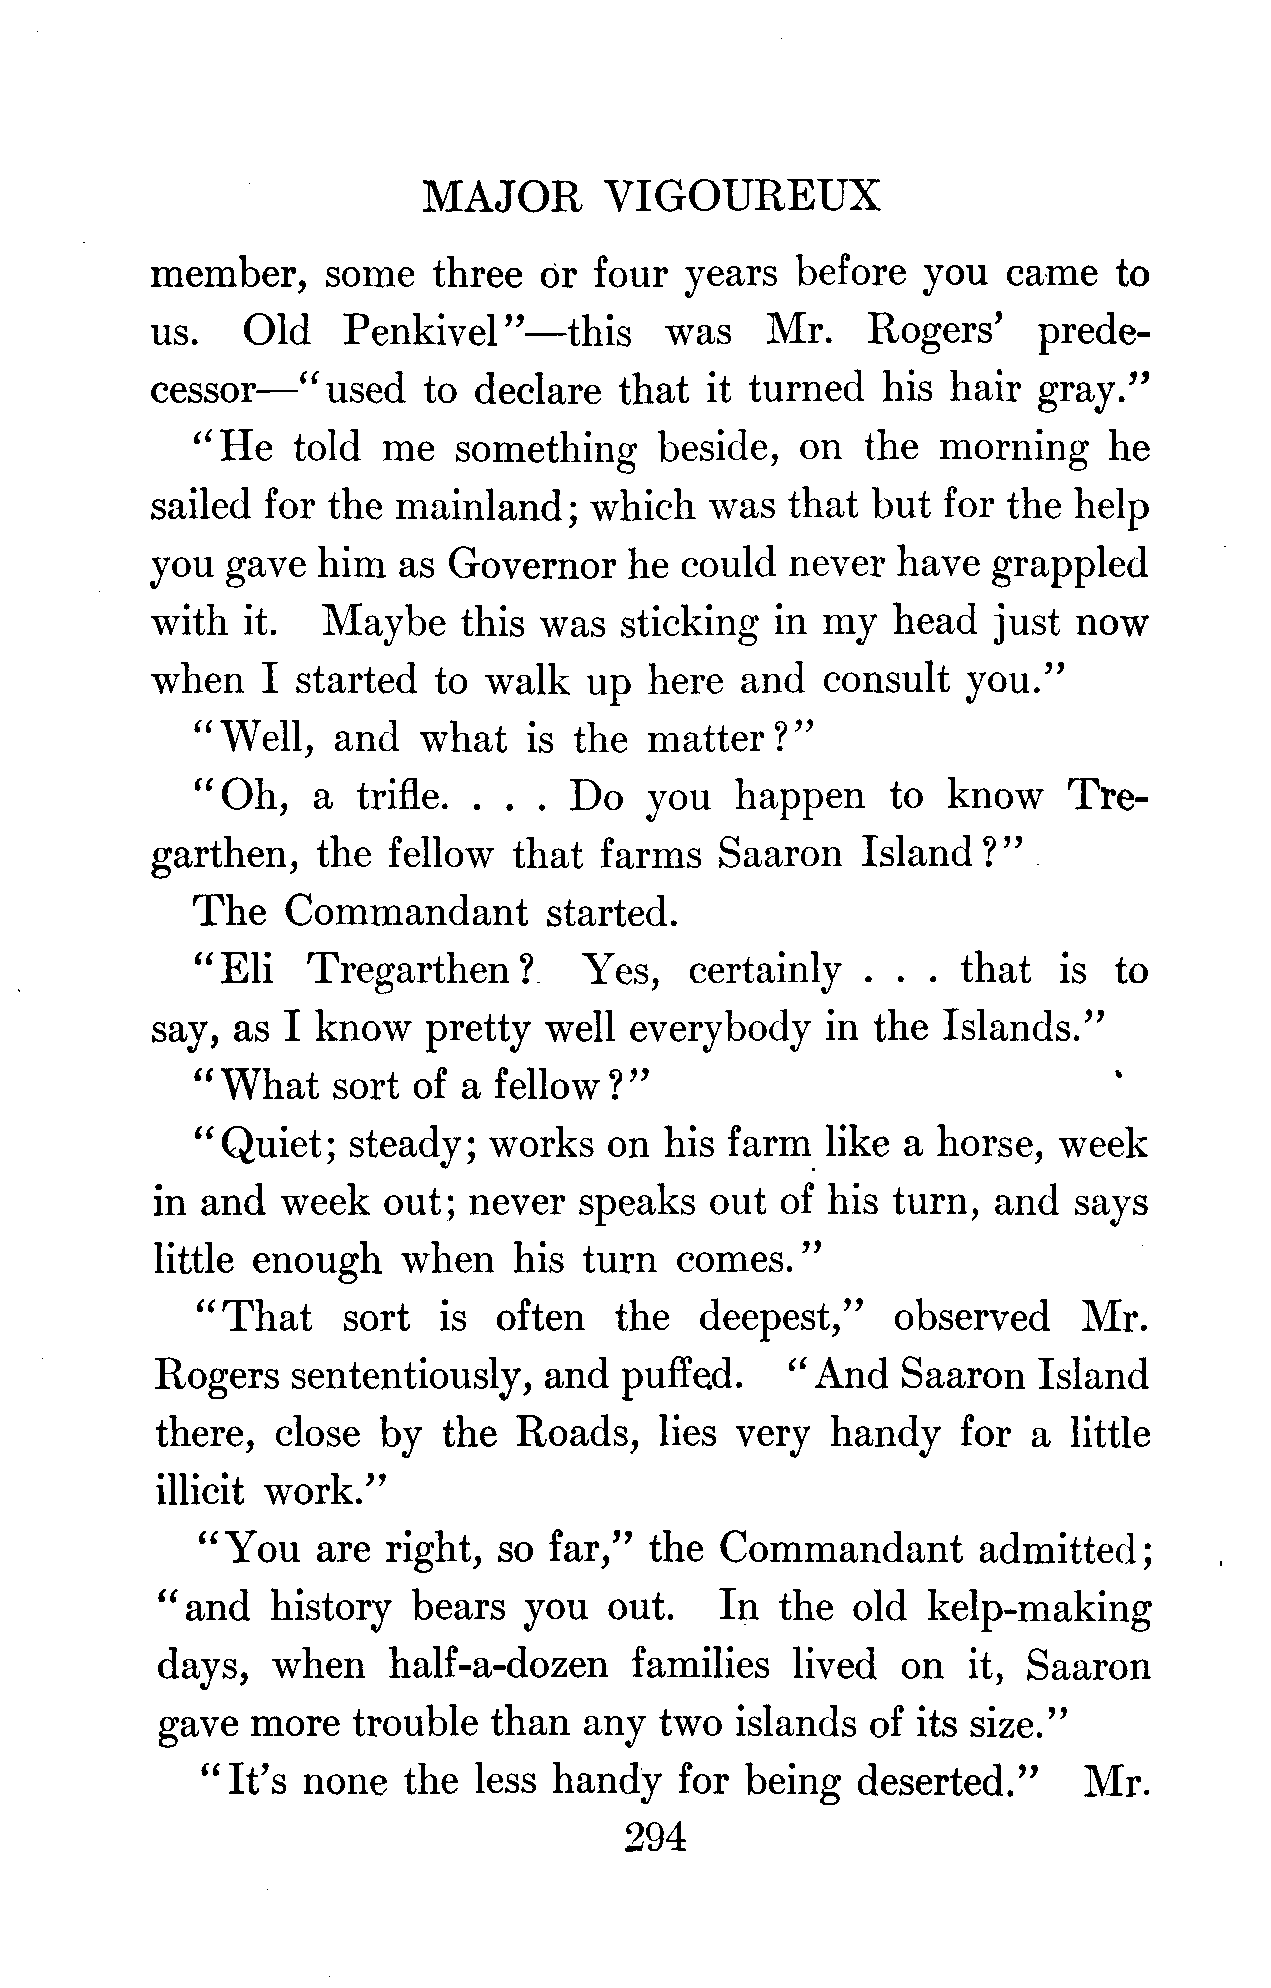 MAJOR VIGOUREUX
member, some three or four years before you came to
us. Old Penkivel"—this was Mr. Rogers' prede-
cessor—"used to declare that it turned his hair gray."
"He told me something beside, on the morning he
sailed for the mainland; which was that but for the help
you gave him as Governor he could never have grappled
with it. Maybe this was sticking in my head just now
when I started to walk up here and consult you."
"Well, and what is the matter?"
"Oh, a trifle. . . . Do you happen to know Tre-
garthen, the fellow that farms Saaron Island?"
The Commandant started.
"Eli Tregarthen? Yes, certainly . . . that is to
say, as I know pretty well everybody in the Islands."
"What sort of a fellow?"
"Quiet; steady; works on his farm like a horse, week
in and week out; never speaks out of his turn, and says
little enough when his turn comes."
"That sort is often the deepest," observed Mr.
Rogers sententiously, and puffed. "And Saaron Island
there, close by the Roads, lies very handy for a little
illicit work."
"You are right, so far," the Commandant admitted;
"and history bears you out. In the old kelp-making
days, when half-a-dozen families lived on it, Saaron
gave more trouble than any two islands of its size."
"It's none the less handy for being deserted." Mr.
294